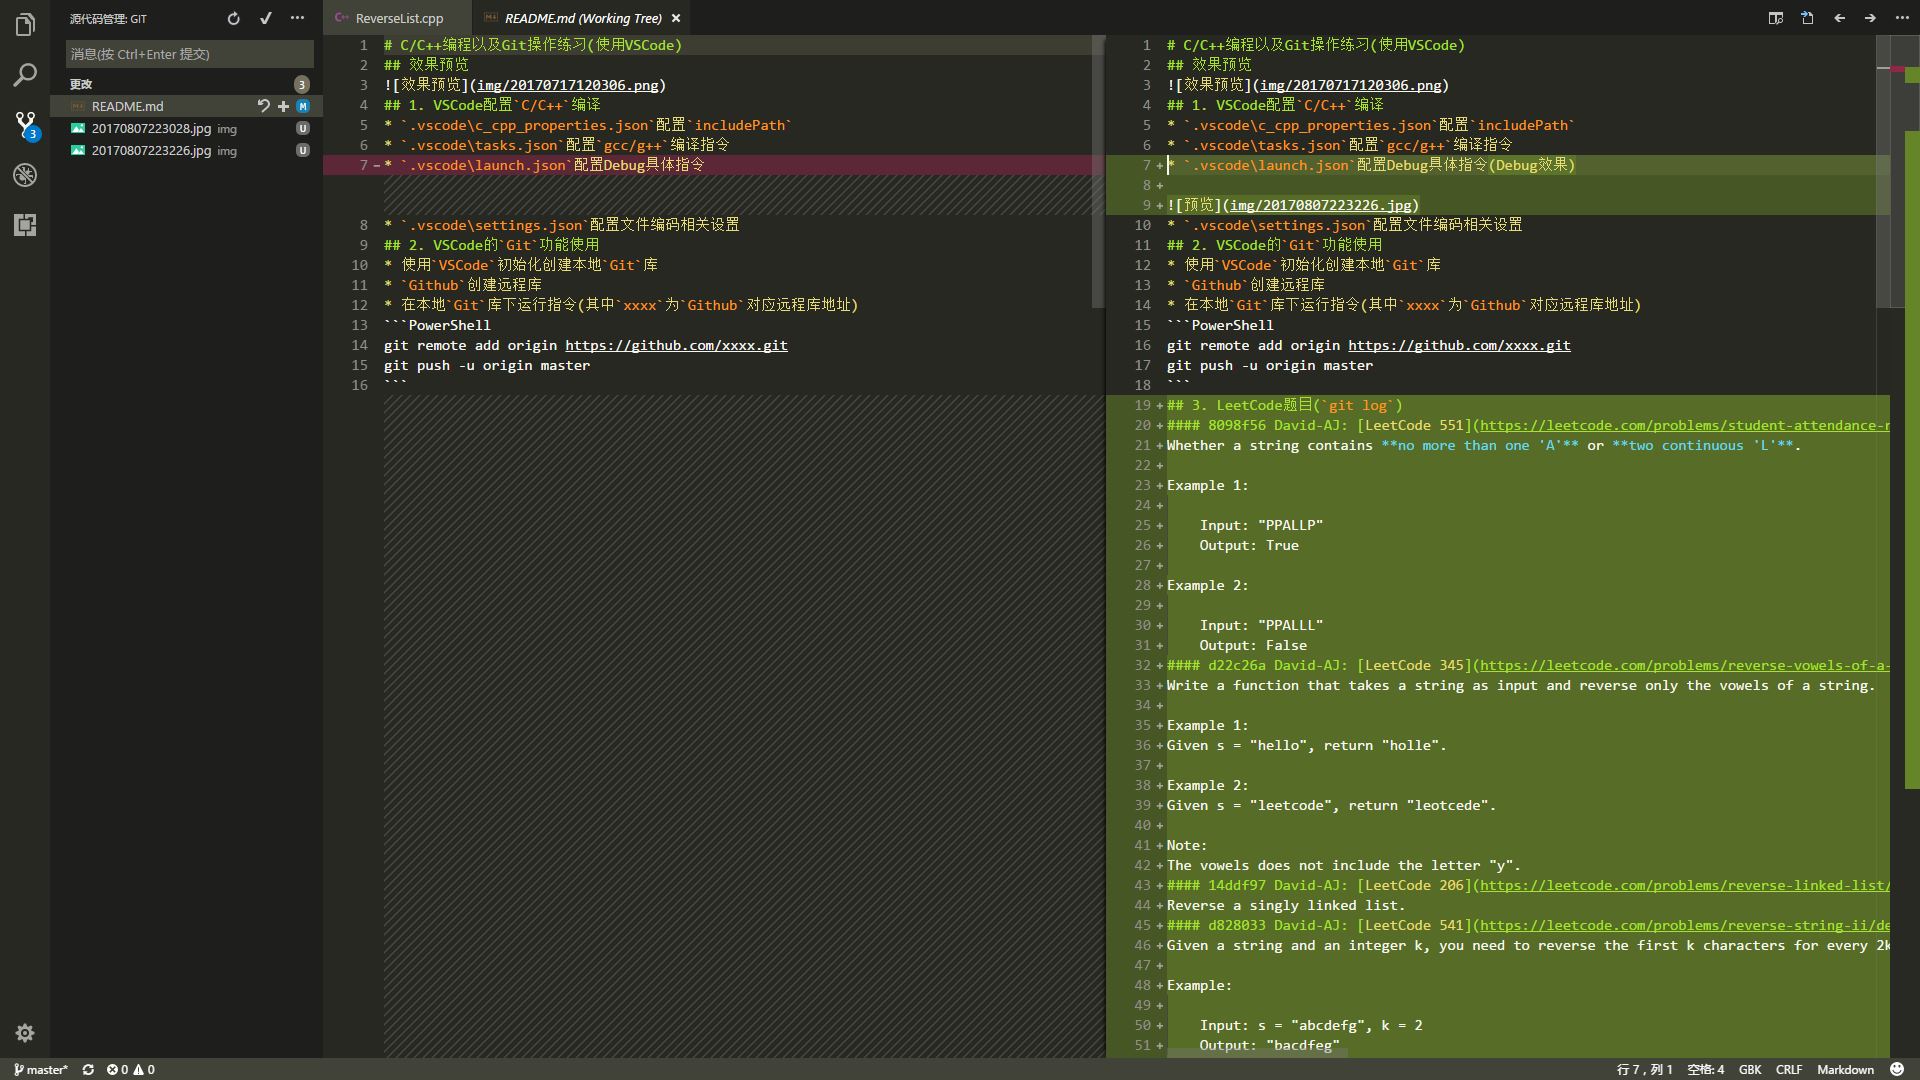 源代码管理: GIT
消息(按 Ctrl+Enter 提交)
更改 3
README.md M
20170807223028.jpg img U
20170807223226.jpg img U
3
ReverseList.cpp
README.md (Working Tree)
1 # C/C++编程以及Git操作练习(使用VSCode)
2 ## 效果预览
3 ![效果预览](img/20170717120306.png)
4 ## 1. VSCode配置`C/C++`编译
5 * `.vscode\c_cpp_properties.json`配置`includePath`
6 * `.vscode\tasks.json`配置`gcc/g++`编译指令
7 - * `.vscode\launch.json`配置Debug具体指令
8 * `.vscode\settings.json`配置文件编码相关设置
9 ## 2. VSCode的`Git`功能使用
10 * 使用`VSCode`初始化创建本地`Git`库
11 * `Github`创建远程库
12 * 在本地`Git`库下运行指令(其中`xxxx`为`Github`对应远程库地址)
13 ```PowerShell
14 git remote add origin https://github.com/xxxx.git
15 git push -u origin master
16 ```
1 # C/C++编程以及Git操作练习(使用VSCode)
2 ## 效果预览
3 ![效果预览](img/20170717120306.png)
4 ## 1. VSCode配置`C/C++`编译
5 * `.vscode\c_cpp_properties.json`配置`includePath`
6 * `.vscode\tasks.json`配置`gcc/g++`编译指令
7 + * `.vscode\launch.json`配置Debug具体指令(Debug效果)
8 +
9 + ![预览](img/20170807223226.jpg)
10 * `.vscode\settings.json`配置文件编码相关设置
11 ## 2. VSCode的`Git`功能使用
12 * 使用`VSCode`初始化创建本地`Git`库
13 * `Github`创建远程库
14 * 在本地`Git`库下运行指令(其中`xxxx`为`Github`对应远程库地址)
15 ```PowerShell
16 git remote add origin https://github.com/xxxx.git
17 git push -u origin master
18 ```
19 + ## 3. LeetCode题目(`git log`)
20 + #### 8098f56 David-AJ: [LeetCode 551](https://leetcode.com/problems/student-attendance-r
21 + Whether a string contains **no more than one 'A'** or **two continuous 'L'**.
22 +
23 + Example 1:
24 +
25 + Input: "PPALLP"
26 + Output: True
27 +
28 + Example 2:
29 +
30 + Input: "PPALLL"
31 + Output: False
32 + #### d22c26a David-AJ: [LeetCode 345](https://leetcode.com/problems/reverse-vowels-of-a-
33 + Write a function that takes a string as input and reverse only the vowels of a string.
34 +
35 + Example 1:
36 + Given s = "hello", return "holle".
37 +
38 + Example 2:
39 + Given s = "leetcode", return "leotcede".
40 +
41 + Note:
42 + The vowels does not include the letter "y".
43 + #### 14ddf97 David-AJ: [LeetCode 206](https://leetcode.com/problems/reverse-linked-list/
44 + Reverse a singly linked list.
45 + #### d828033 David-AJ: [LeetCode 541](https://leetcode.com/problems/reverse-string-ii/de
46 + Given a string and an integer k, you need to reverse the first k characters for every 2k
47 +
48 + Example:
49 +
50 + Input: s = "abcdefg", k = 2
51 + Output: "bacdfeg"
master* 0 0 行 7，列 1 空格: 4 GBK CRLF Markdown